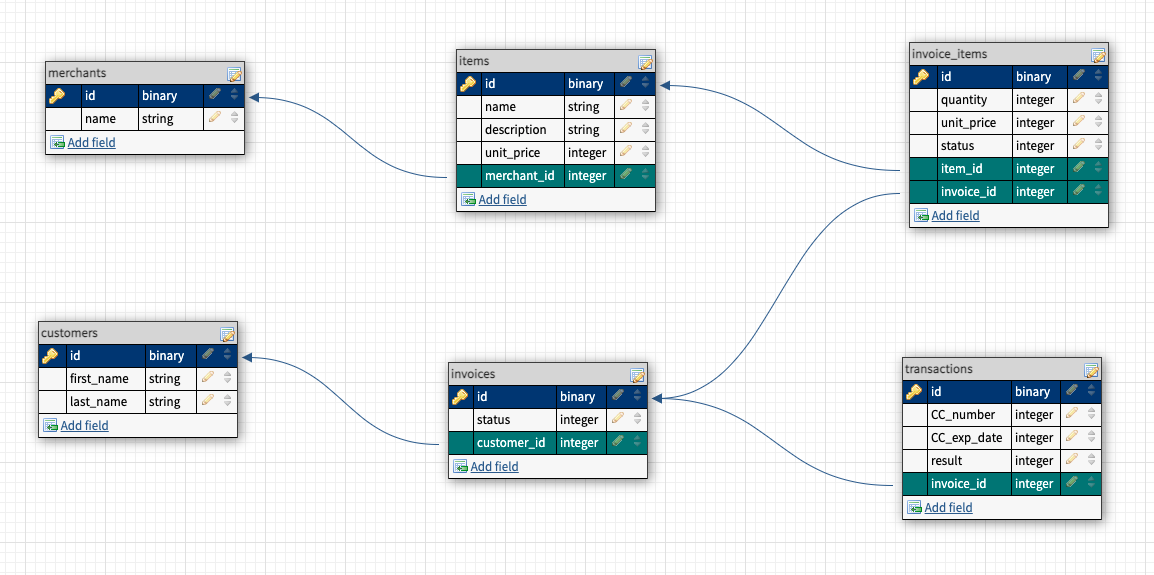 merchants
id binary
name string
Add field
items
id binary
name string
description string
unit_price integer
merchant_id integer
Add field
invoice_items
id binary
quantity integer
unit_price integer
status integer
item_id integer
invoice_id integer
Add field
customers
id binary
first_name string
last_name string
Add field
invoices
id binary
status integer
customer_id integer
Add field
transactions
id binary
CC_number integer
CC_exp_date integer
result integer
invoice_id integer
Add field